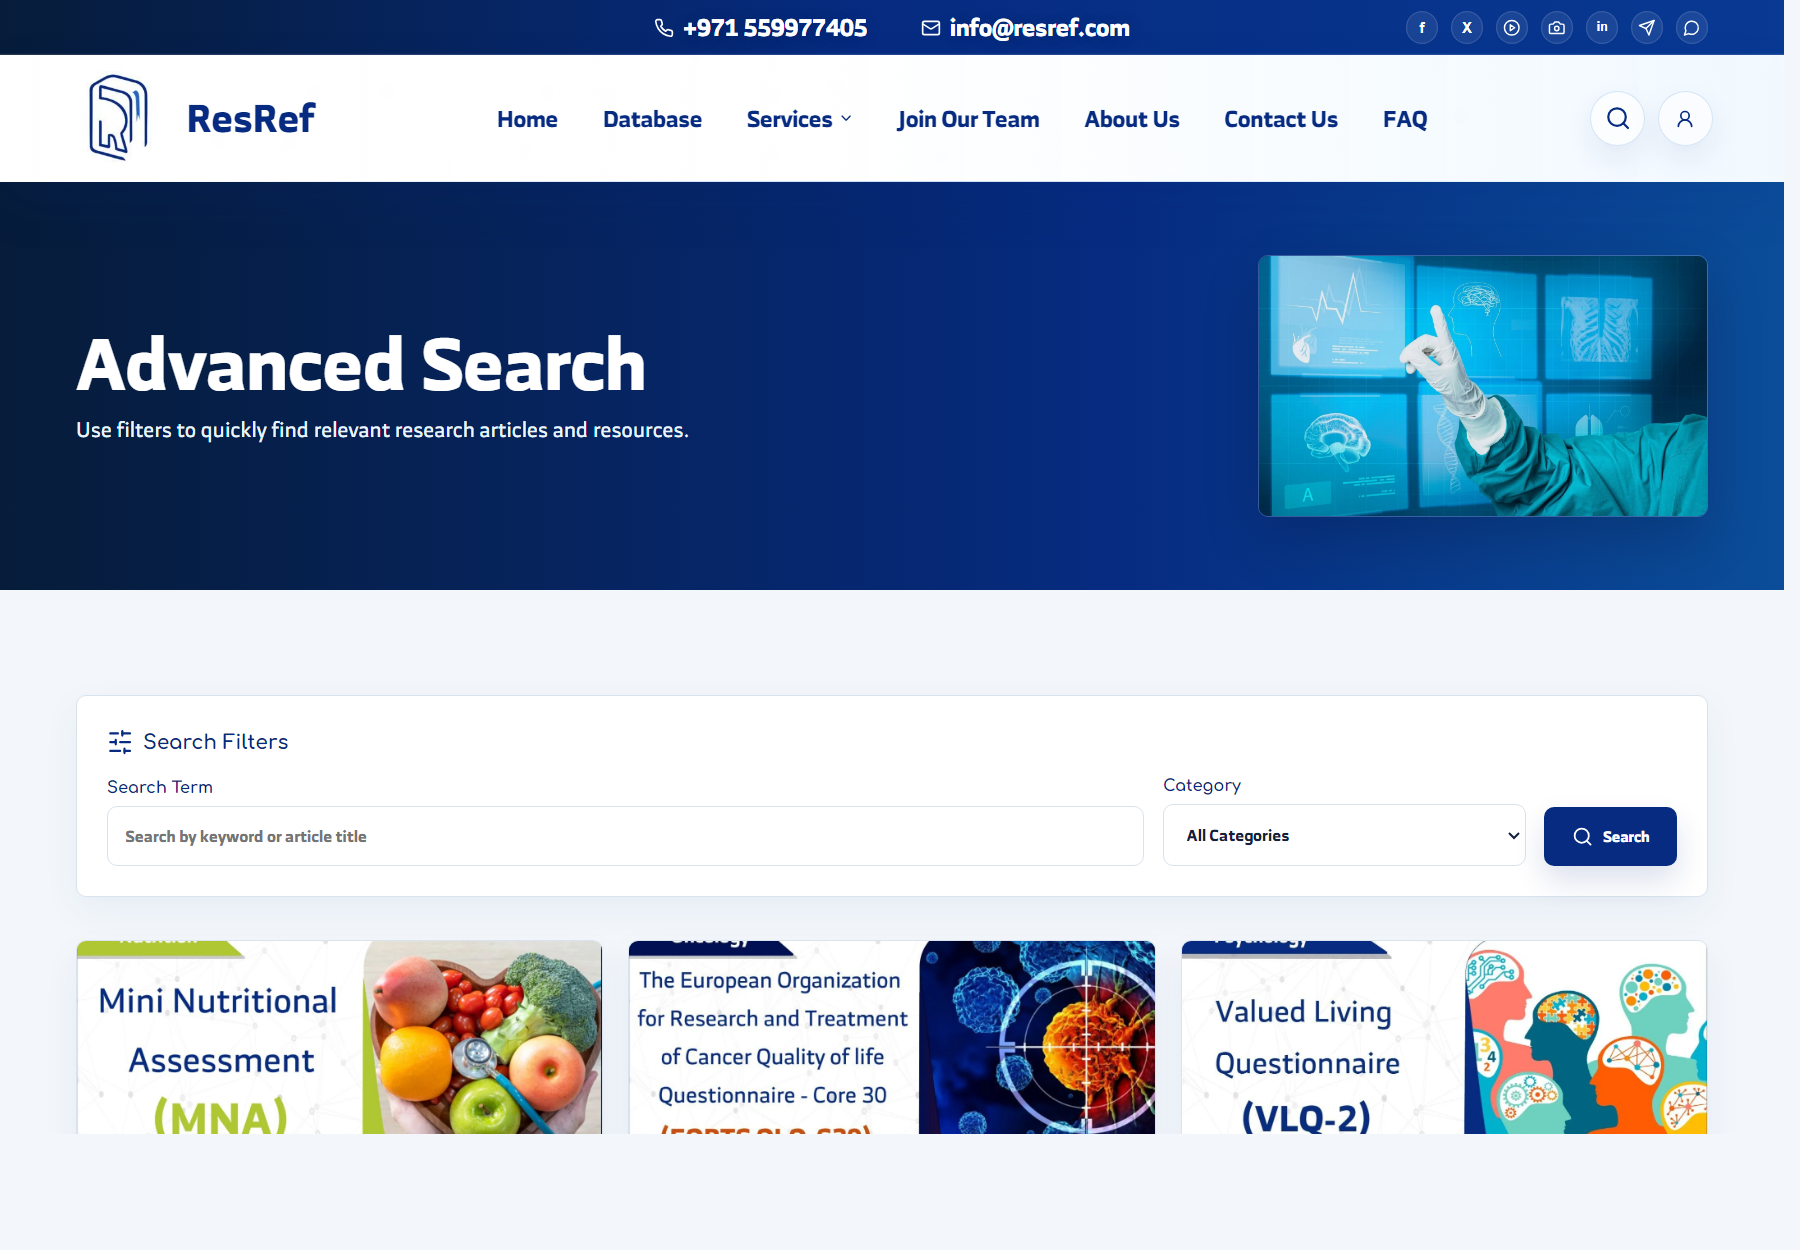 +971 559977405
info@resref.com
f X in
ResRef
Home Database Services Join Our Team About Us Contact Us FAQ
Advanced Search
Use filters to quickly find relevant research articles and resources.
A
Search Filters
Search Term
Search by keyword or article title
Category
All Categories
Search
Mini Nutritional
Assessment
(MNA)
Oncology
The European Organization
for Research and Treatment
of Cancer Quality of life
Questionnaire - Core 30
Psychology
Valued Living
Questionnaire
(VLQ-2)